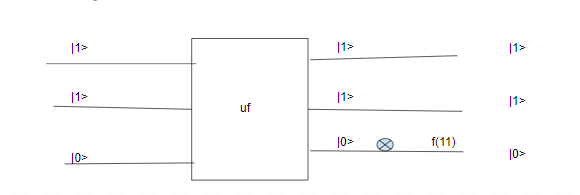 |1> |1> |1>
|1> |1> |1>
uf
|0> |0> f(11) |0>